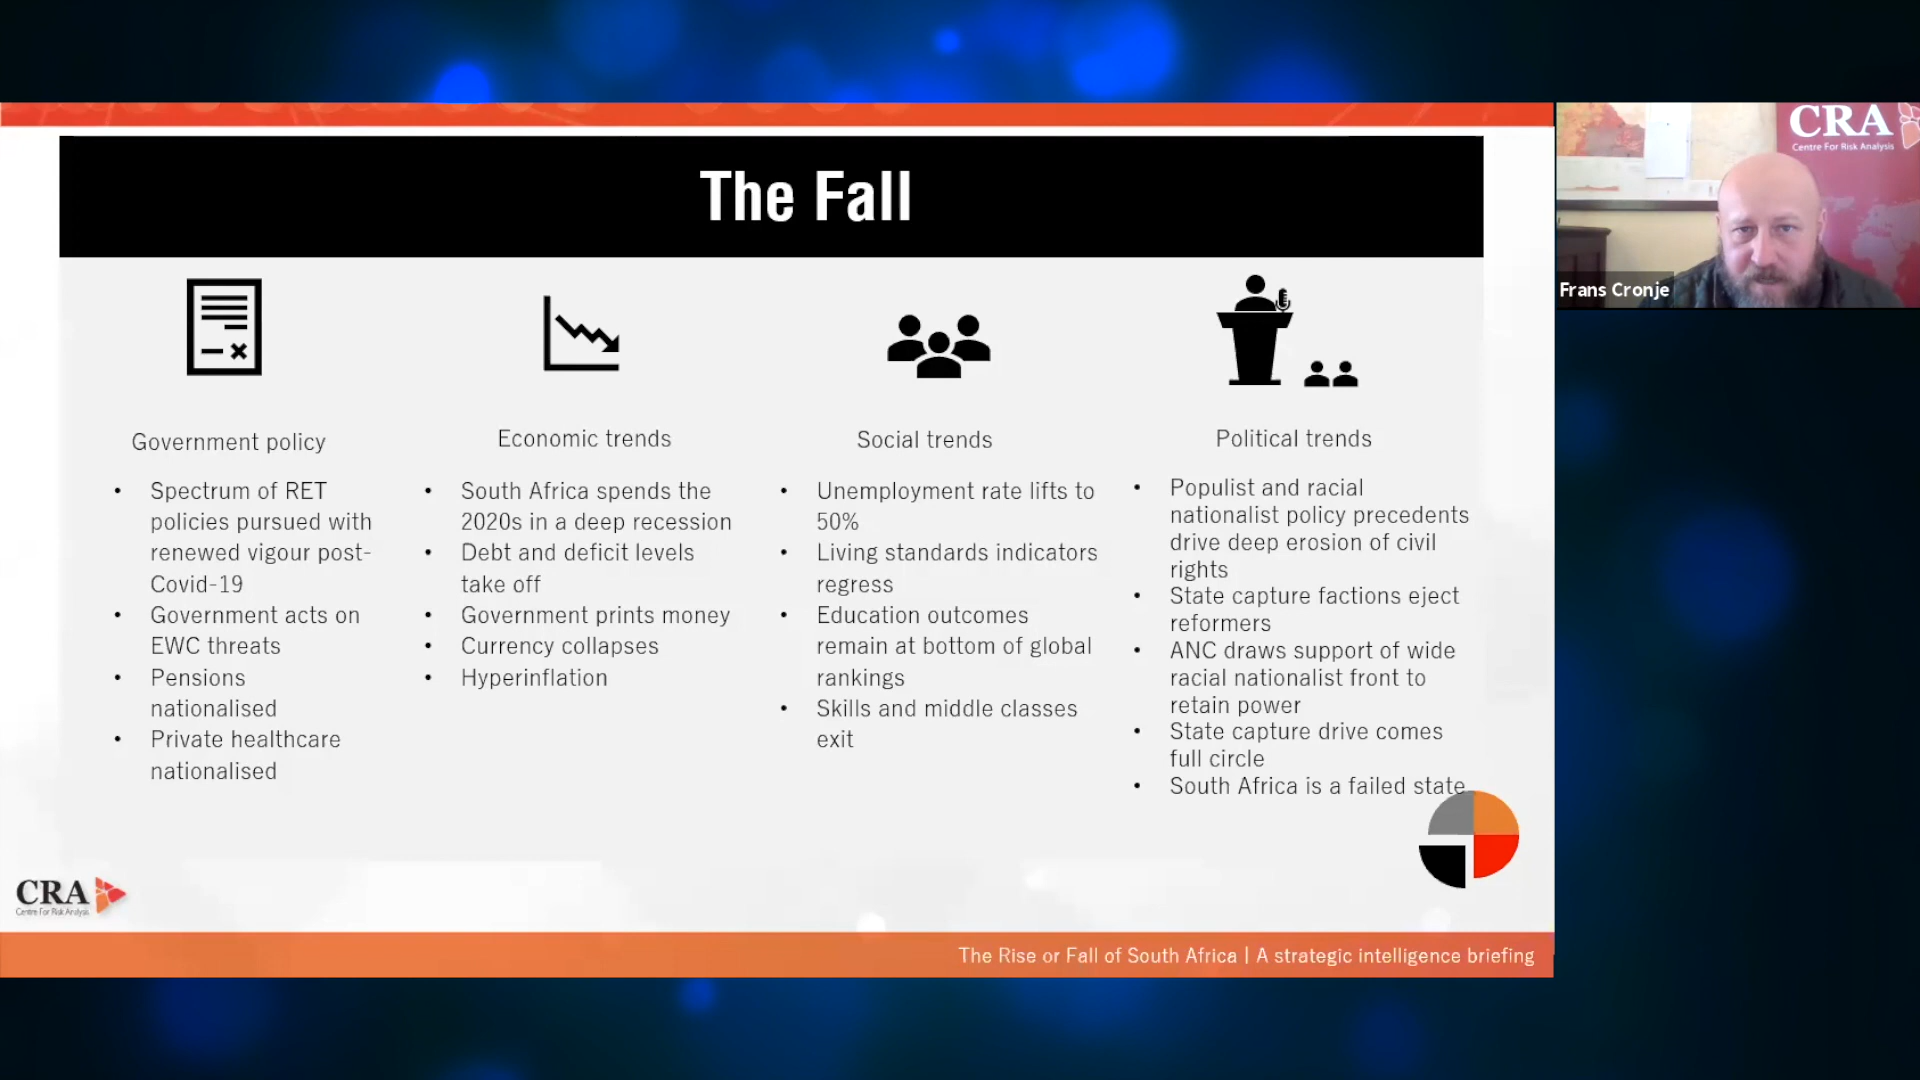 The Fall
Government policy
Spectrum of RET
policies pursued with
renewed vigour post-
Covid-19
Government acts on
EWC threats
Pensions
nationalised
Private healthcare
nationalised
Economic trends
South Africa spends the
2020s in a deep recession
Debt and deficit levels
take off
Government prints money
Currency collapses
Hyperinflation
Social trends
Unemployment rate lifts to
50%
Living standards indicators
regress
Education outcomes
remain at bottom of global
rankings
Skills and middle classes
exit
Political trends
Populist and racial
nationalist policy precedents
drive deep erosion of civil
rights
State capture factions eject
reformers
ANC draws support of wide
racial nationalist front to
retain power
State capture drive comes
full circle
South Africa is a failed state
CRA
Centre For Risk Analysis
The Rise or Fall of South Africa | A strategic intelligence briefing
CRA
Centre For Risk Analysis
Frans Cronje